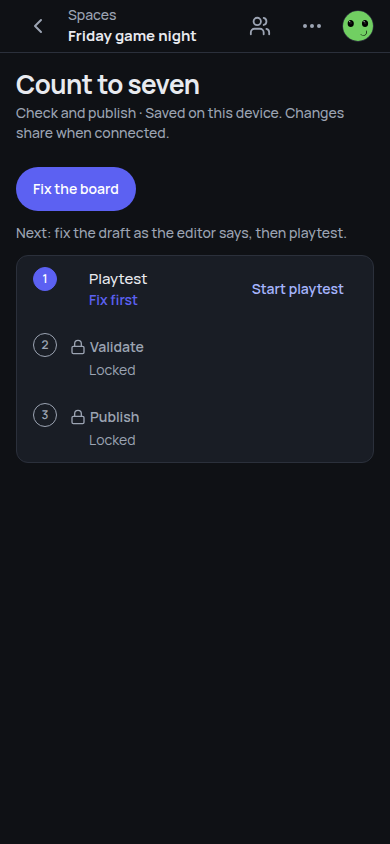 Spaces
Friday game night
Count to seven
Check and publish · Saved on this device. Changes
share when connected.
Fix the board
Next: fix the draft as the editor says, then playtest.
1
Playtest
Fix first
Start playtest
2
Validate
Locked
3
Publish
Locked